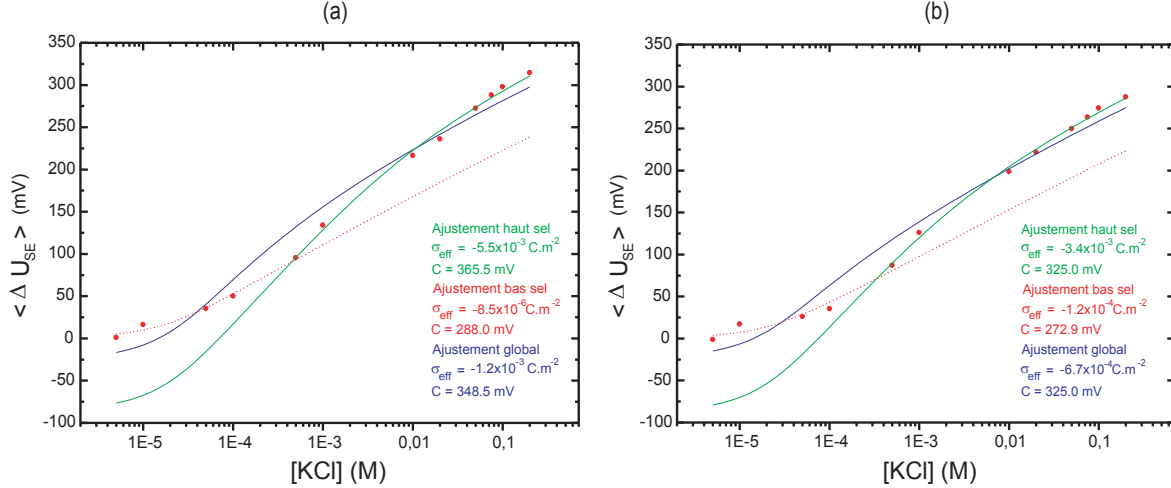 (a)
350
300
250
200
150
100
50
0
-50
-100
< Δ U_SE > (mV)
1E-5 1E-4 1E-3 0,01 0,1
[KCl] (M)
Ajustement haut sel
σ_eff = -5.5x10^-3 C.m^-2
C = 365.5 mV
Ajustement bas sel
σ_eff = -8.5x10^-6 C.m^-2
C = 288.0 mV
Ajustement global
σ_eff = -1.2x10^-3 C.m^-2
C = 348.5 mV
(b)
350
300
250
200
150
100
50
0
-50
-100
< Δ U_SE > (mV)
1E-5 1E-4 1E-3 0,01 0,1
[KCl] (M)
Ajustement haut sel
σ_eff = -3.4x10^-3 C.m^-2
C = 325.0 mV
Ajustement bas sel
σ_eff = -1.2x10^-4 C.m^-2
C = 272.9 mV
Ajustement global
σ_eff = -6.7x10^-4 C.m^-2
C = 325.0 mV